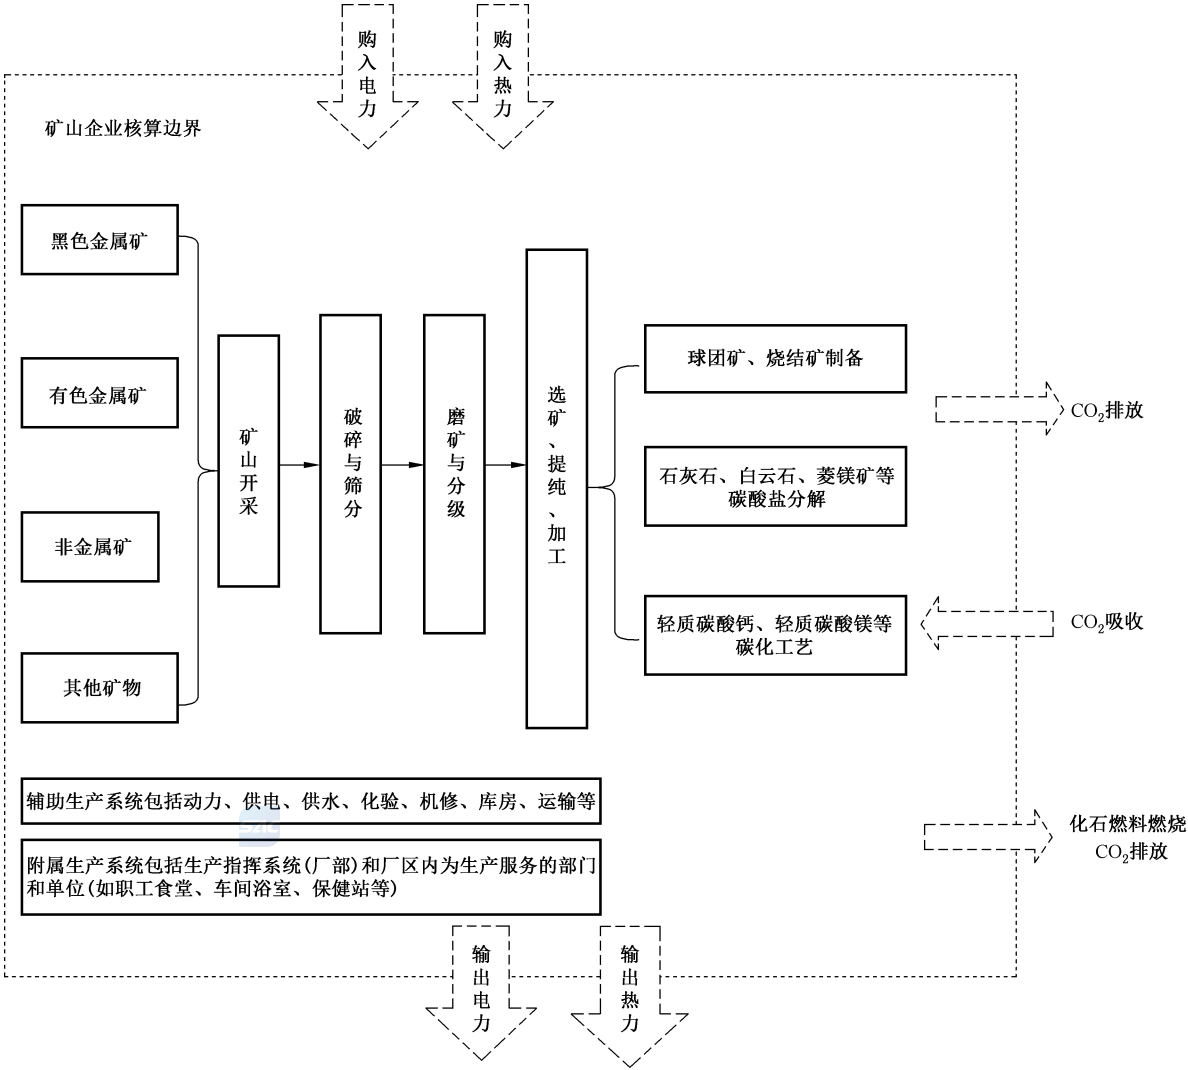 购入电力
购入热力
矿山企业核算边界
黑色金属矿
有色金属矿
非金属矿
其他矿物
矿山开采
破碎与筛分
磨矿与分级
选矿、提纯、加工
球团矿、烧结矿制备
石灰石、白云石、菱镁矿等
碳酸盐分解
轻质碳酸钙、轻质碳酸镁等
碳化工艺
CO₂排放
CO₂吸收
化石燃料燃烧
CO₂排放
辅助生产系统包括动力、供电、供水、化验、机修、库房、运输等
附属生产系统包括生产指挥系统(厂部)和厂区内为生产服务的部门
和单位(如职工食堂、车间浴室、保健站等)
输出电力
输出热力
SZIC